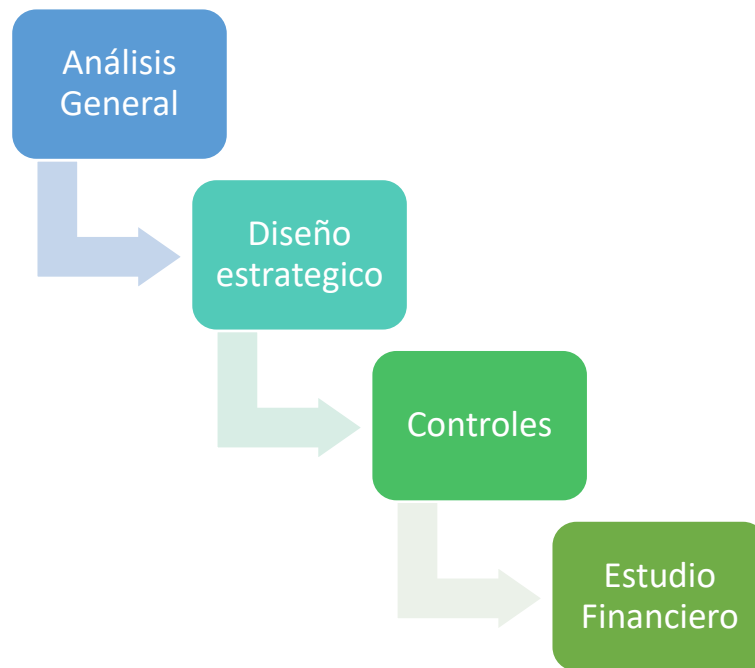 Análisis
General
Diseño
estrategico
Controles
Estudio
Financiero